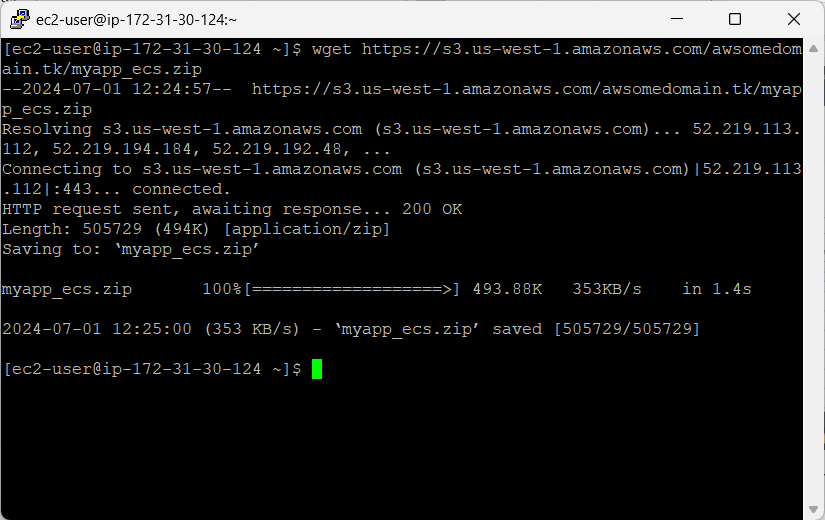 ec2-user@ip-172-31-30-124:~
[ec2-user@ip-172-31-30-124 ~]$ wget https://s3.us-west-1.amazonaws.com/awsomedom
ain.tk/myapp_ecs.zip
--2024-07-01 12:24:57--  https://s3.us-west-1.amazonaws.com/awsomedomain.tk/myap
p_ecs.zip
Resolving s3.us-west-1.amazonaws.com (s3.us-west-1.amazonaws.com)... 52.219.113.
112, 52.219.194.184, 52.219.192.48, ...
Connecting to s3.us-west-1.amazonaws.com (s3.us-west-1.amazonaws.com)|52.219.113
.112|:443... connected.
HTTP request sent, awaiting response... 200 OK
Length: 505729 (494K) [application/zip]
Saving to: ‘myapp_ecs.zip’
myapp_ecs.zip       100%[===================>] 493.88K   353KB/s    in 1.4s
2024-07-01 12:25:00 (353 KB/s) - ‘myapp_ecs.zip’ saved [505729/505729]
[ec2-user@ip-172-31-30-124 ~]$